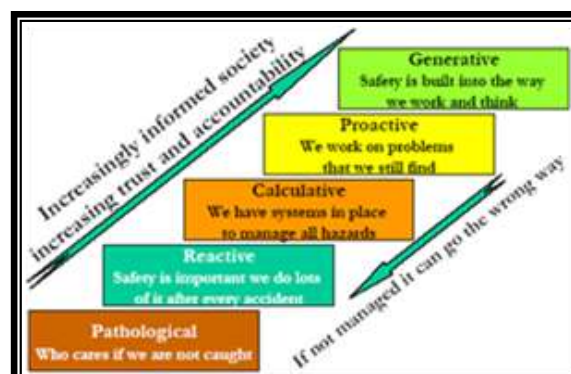 Increasingly informed society
increasing trust and accountability
Generative
Safety is built into the way
we work and think
Proactive
We work on problems
that we still find
Calculative
We have systems in place
to manage all hazards
Reactive
Safety is important we do lots
of it after every accident
Pathological
Who cares if we are not caught
If not managed it can go the wrong way